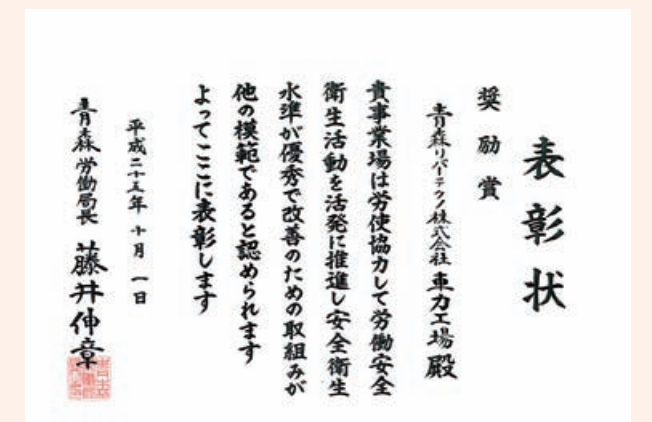 表彰状
奨励賞
青森リバーテクノ株式会社 車力工場 殿
貴事業場は労使協力して労働安全
衛生活動を活発に推進し安全衛生
水準が優秀で改善のための取組みが
他の模範であると認められます
よってここに表彰します
平成二十五年 十月 一日
青森労働局長 藤井伸章